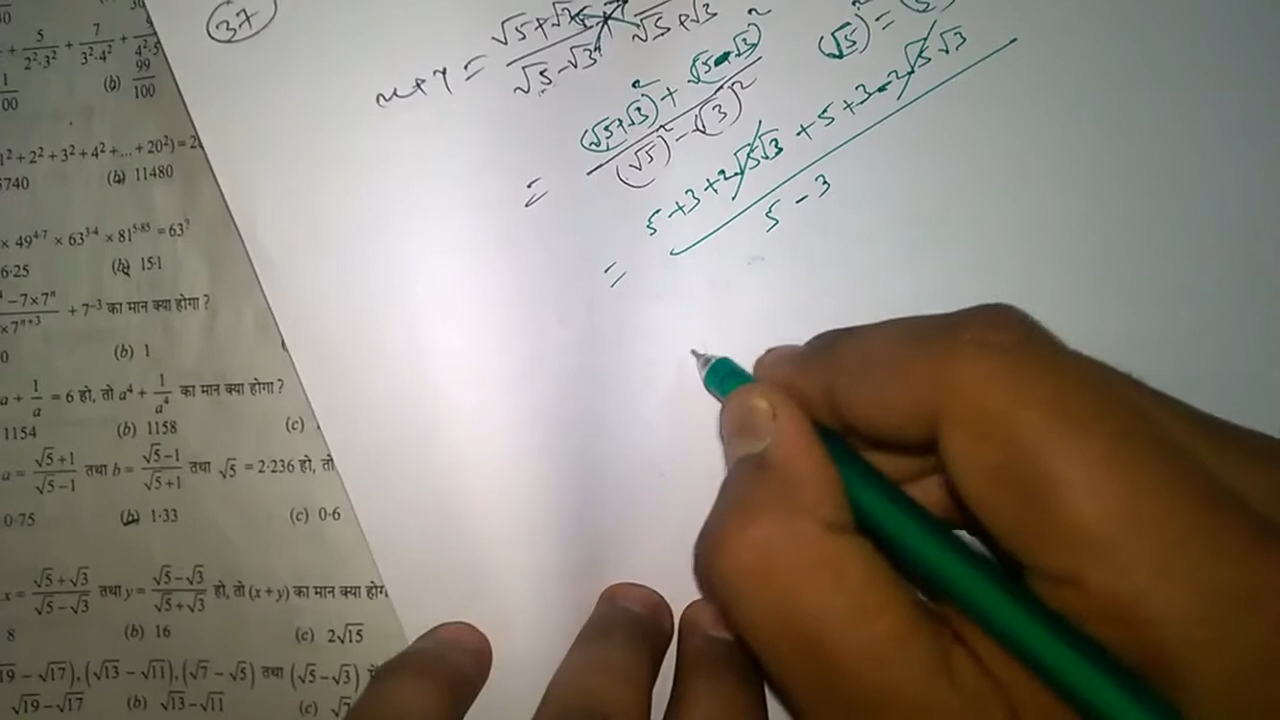 37
x+y = √5+√3 / √5-√3 + √5+√3
= (√5+√3)² + (√5-√3)² / (√5)² - (√3)²
(√5)² =
= 5+3+2√5√3 + 5+3-2√5√3 / 5-3
+ 5/2²·3² + 7/3²·4² + /4²·5
(b) 99/100
1² + 2² + 3² + 4² + ... + 20²) = 2
5740 (b) 11480
× 49^4·7 × 63^3·4 × 81^5·85 = 63^?
6·25 (b) 15·1
-7×7ⁿ / ×7ⁿ⁺³ + 7⁻³ का मान क्या होगा ?
0 (b) 1
a + 1/a = 6 हो, तो a⁴ + 1/a⁴ का मान क्या होगा ?
1154 (b) 1158 (c)
a = √5+1/√5-1 तथा b = √5-1/√5+1 तथा √5 = 2·236 हो, तो
0·75 (b) 1·33 (c) 0·6
x = √5+√3/√5-√3 तथा y = √5-√3/√5+√3 हो, तो (x + y) का मान क्या
8 (b) 16 (c) 2√15
√19 - √17), (√13 - √11), (√7 - √5) तथा (√5 - √3)
√19-√17 (b) √13-√11 (c)